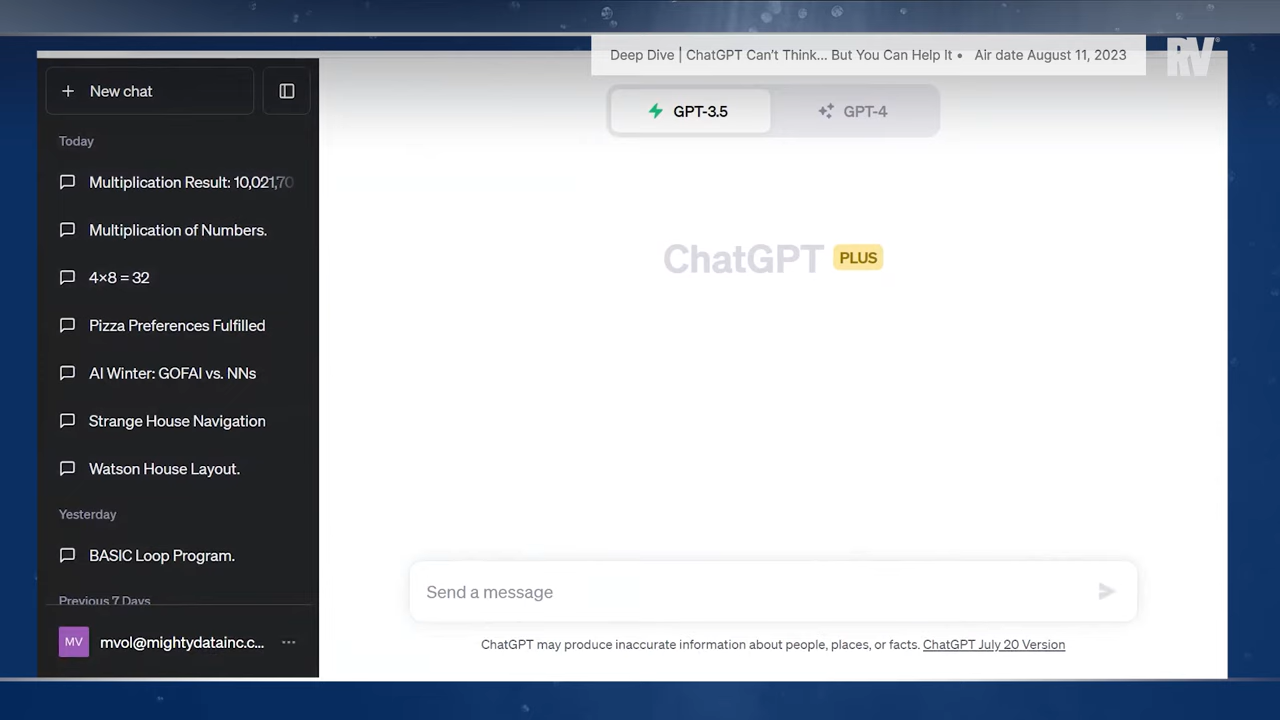 Deep Dive | ChatGPT Can't Think... But You Can Help It • Air date August 11, 2023
RV
New chat
GPT-3.5
GPT-4
Today
Multiplication Result: 10,021,70
Multiplication of Numbers.
4×8 = 32
Pizza Preferences Fulfilled
AI Winter: GOFAI vs. NNs
Strange House Navigation
Watson House Layout.
Yesterday
BASIC Loop Program.
Previous 7 Days
MV
mvol@mightydatainc.c...
ChatGPT PLUS
Send a message
ChatGPT may produce inaccurate information about people, places, or facts. ChatGPT July 20 Version